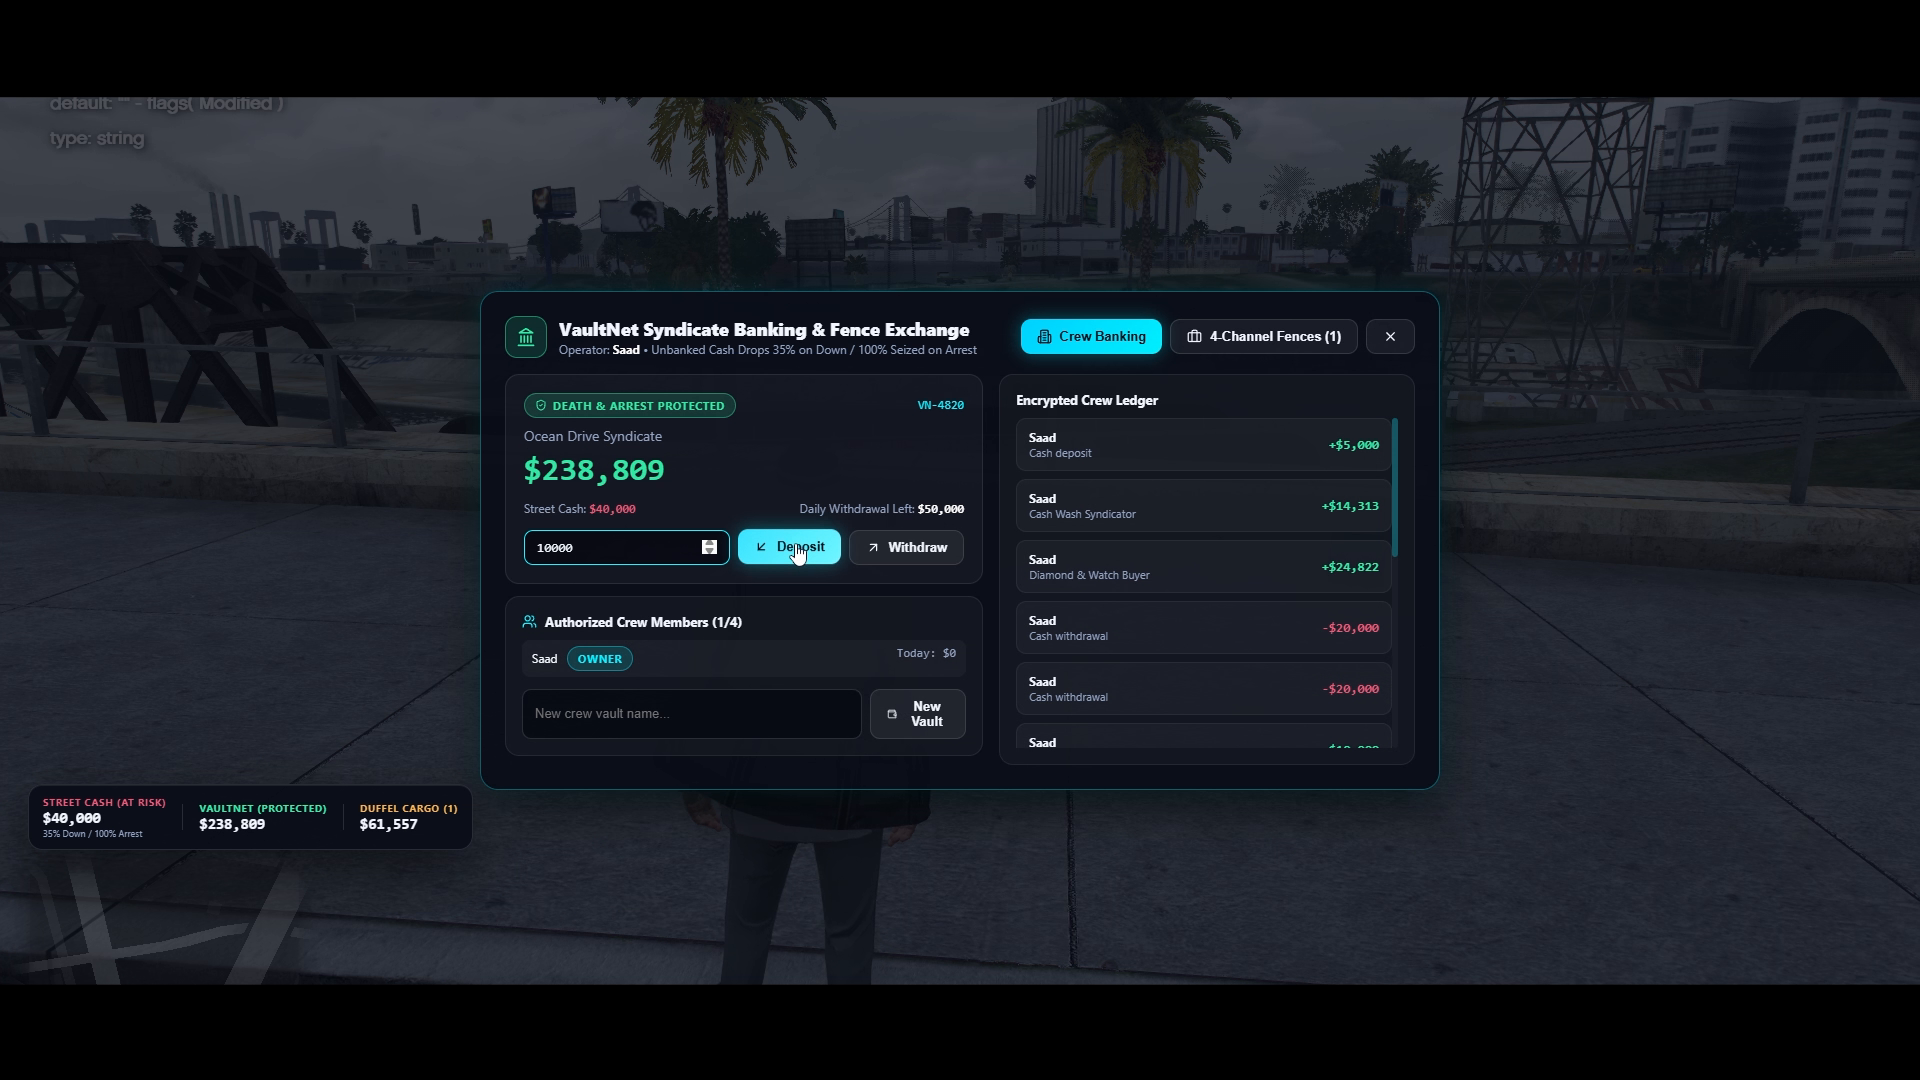 default: "" - flags( Modified )
type: string
VaultNet Syndicate Banking & Fence Exchange
Operator: Saad • Unbanked Cash Drops 35% on Down / 100% Seized on Arrest
Crew Banking
4-Channel Fences (1)
DEATH & ARREST PROTECTED
VN-4820
Ocean Drive Syndicate
$238,809
Street Cash: $40,000
Daily Withdrawal Left: $50,000
10000
Deposit
Withdraw
Authorized Crew Members (1/4)
Saad OWNER
Today: $0
New crew vault name...
New
Vault
Encrypted Crew Ledger
Saad
Cash deposit
+$5,000
Saad
Cash Wash Syndicator
+$14,313
Saad
Diamond & Watch Buyer
+$24,822
Saad
Cash withdrawal
-$20,000
Saad
Cash withdrawal
-$20,000
Saad
STREET CASH (AT RISK)
$40,000
35% Down / 100% Arrest
VAULTNET (PROTECTED)
$238,809
DUFFEL CARGO (1)
$61,557